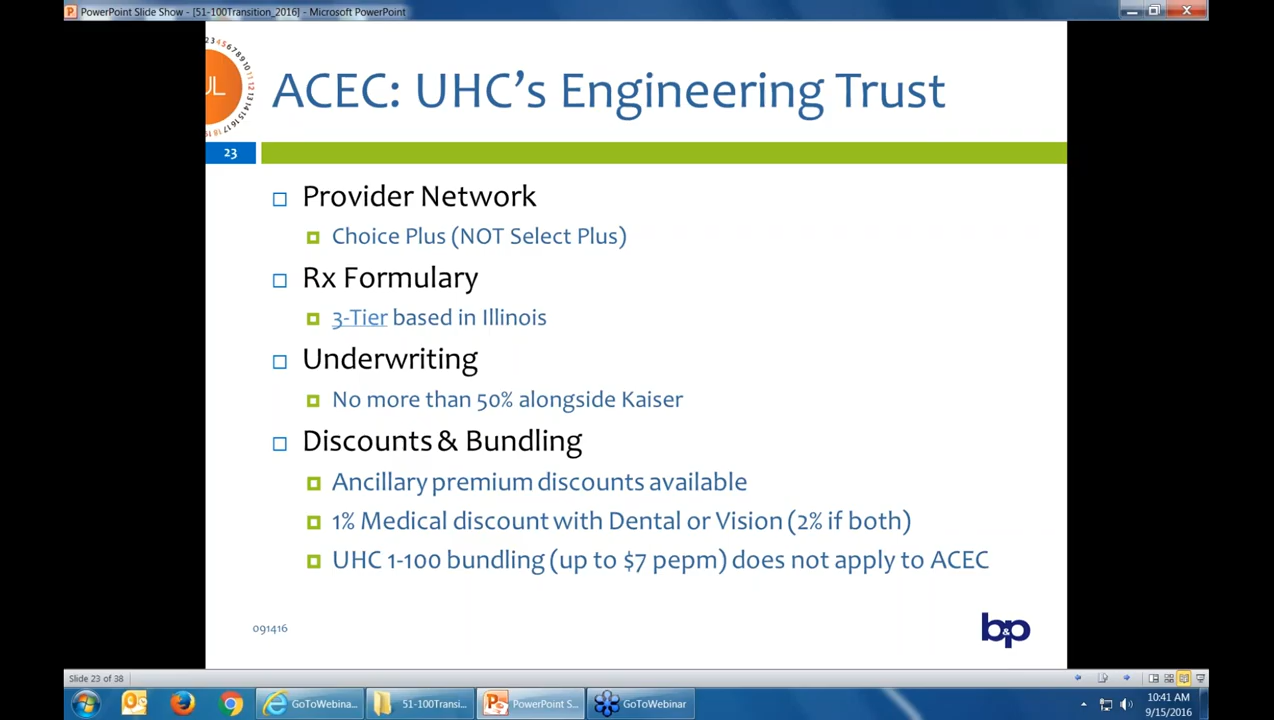 PowerPoint Slide Show - [51-100Transition_2016] - Microsoft PowerPoint
ACEC: UHC's Engineering Trust
23
Provider Network
Choice Plus (NOT Select Plus)
Rx Formulary
3-Tier based in Illinois
Underwriting
No more than 50% alongside Kaiser
Discounts & Bundling
Ancillary premium discounts available
1% Medical discount with Dental or Vision (2% if both)
UHC 1-100 bundling (up to $7 pepm) does not apply to ACEC
091416
b&p
Slide 23 of 38
GoToWebina...
51-100Transi...
PowerPoint S...
GoToWebinar
10:41 AM
9/15/2016